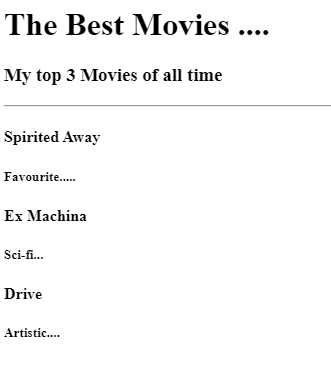 The Best Movies ....
My top 3 Movies of all time
Spirited Away
Favourite.....
Ex Machina
Sci-fi...
Drive
Artistic....